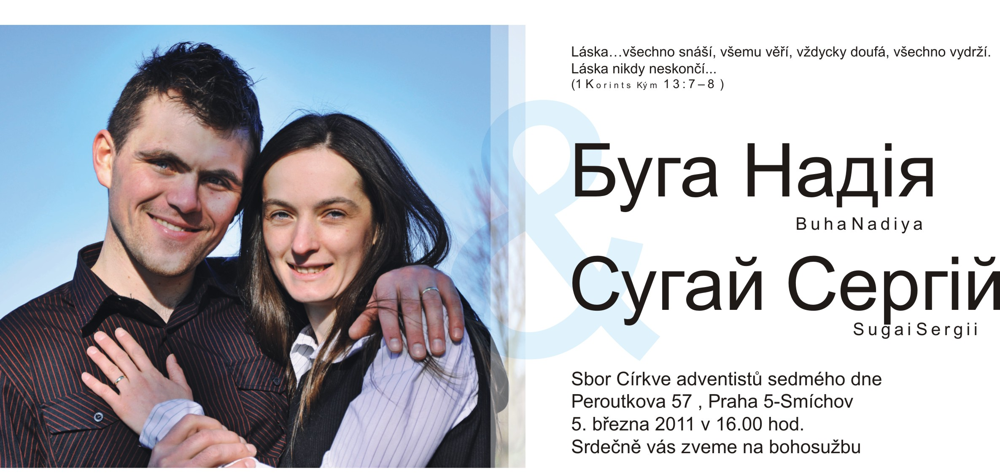 Láska…všechno snáší, všemu věří, vždycky doufá, všechno vydrží.
Láska nikdy neskončí...
(1 Korints Kým 13:7–8 )
&
Буга Надія
Buha Nadiya
Сугай Сергій
Sugai Sergii
Sbor Církve adventistů sedmého dne
Peroutkova 57 , Praha 5-Smíchov
5. března 2011 v 16.00 hod.
Srdečně vás zveme na bohosužbu